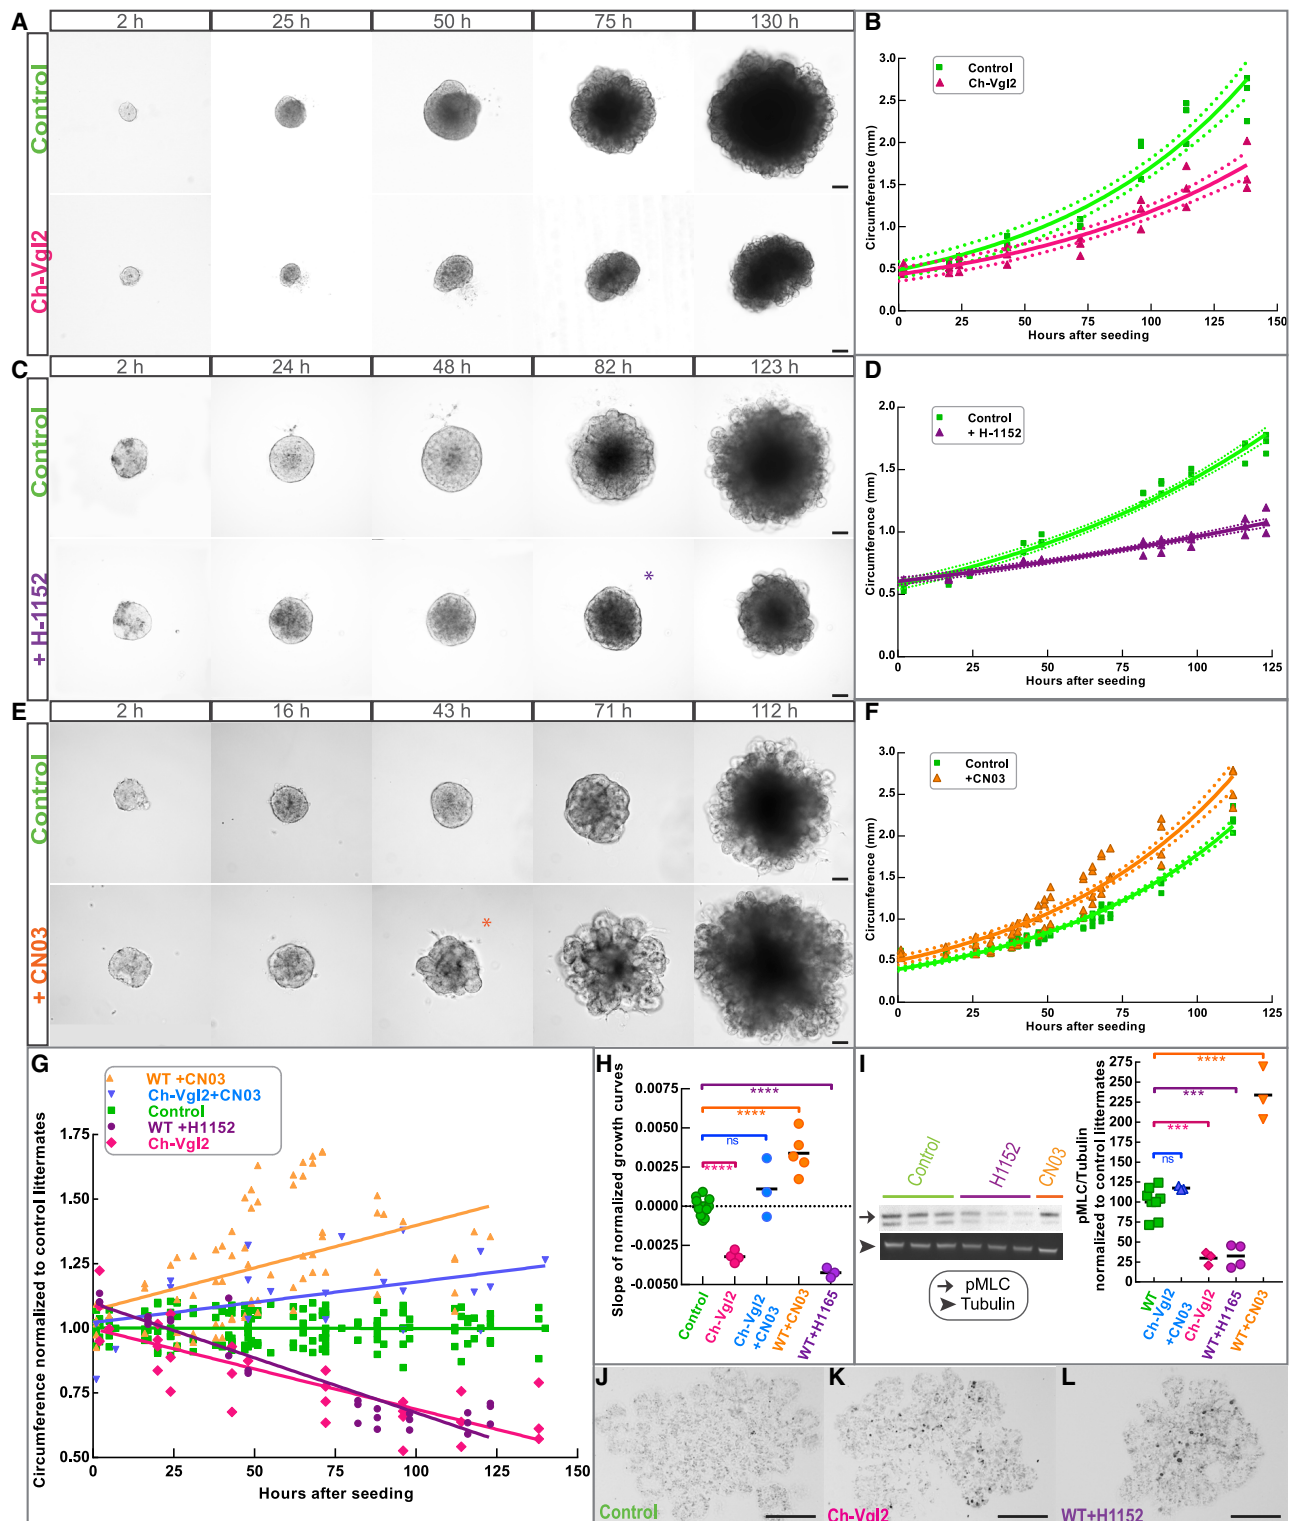 A
2 h 25 h 50 h 75 h 130 h
Control
Ch-Vgl2
B
Control
Ch-Vgl2
3.0
2.5
2.0
1.5
1.0
0.5
0.0
Circumference (mm)
0 25 50 75 100 125 150
Hours after seeding
C
2 h 24 h 48 h 82 h 123 h
Control
+ H-1152
*
D
Control
+ H-1152
2.0
1.5
1.0
0.5
0.0
Circumference (mm)
0 25 50 75 100 125
Hours after seeding
E
2 h 16 h 43 h 71 h 112 h
Control
+ CN03
*
F
Control
+CN03
3.0
2.5
2.0
1.5
1.0
0.5
0.0
Circumference (mm)
0 25 50 75 100 125
Hours after seeding
G
WT +CN03
Ch-Vgl2+CN03
Control
WT +H1152
Ch-Vgl2
1.75
1.50
1.25
1.00
0.75
0.50
Circumference normalized to control littermates
0 25 50 75 100 125 150
Hours after seeding
H
0.0075
0.0050
0.0025
0.0000
-0.0025
-0.0050
Slope of normalized growth curves
****
****
ns
****
Control
Ch-Vgl2
Ch-Vgl2
+CN03
WT+CN03
WT+H1152
I
Control
H1152
CN03
pMLC
Tubulin
275
250
225
200
175
150
125
100
75
50
25
0
pMLC/Tubulin
normalized to control littermates
****
***
***
ns
WT
Ch-Vgl2
+CN03
Ch-Vgl2
WT+H1165
WT+CN03
J
Control
K
Ch-Vgl2
L
WT+H1152